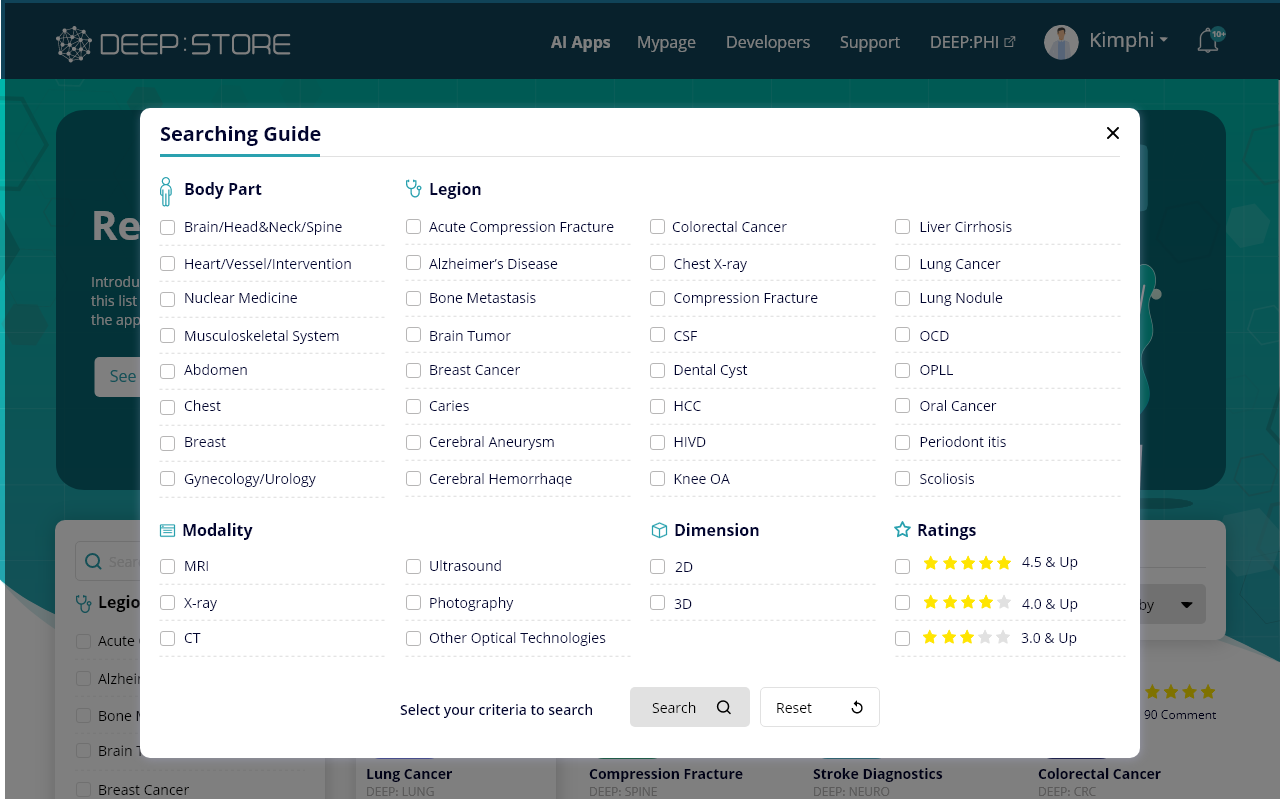 DEEP:STORE
AI Apps Mypage Developers Support DEEP:PHI Kimphi 10+
Searching Guide
Re
Introdu
this list
the app
See
Body Part
Brain/Head&Neck/Spine
Heart/Vessel/Intervention
Nuclear Medicine
Musculoskeletal System
Abdomen
Chest
Breast
Gynecology/Urology
Legion
Acute Compression Fracture
Alzheimer’s Disease
Bone Metastasis
Brain Tumor
Breast Cancer
Caries
Cerebral Aneurysm
Cerebral Hemorrhaqe
Colorectal Cancer
Chest X-ray
Compression Fracture
CSF
Dental Cyst
HCC
HIVD
Knee OA
Liver Cirrhosis
Lung Cancer
Lung Nodule
OCD
OPLL
Oral Cancer
Periodont itis
Scoliosis
Modality
MRI
X-ray
CT
Ultrasound
Photography
Other Optical Technologies
Dimension
2D
3D
Ratings
4.5 & Up
4.0 & Up
3.0 & Up
Select your criteria to search
Search
Reset
Sear
Legio
Acute
Alzhei
Bone M
Brain T
Breast Cancer
by
90 Comment
Lung Cancer
DEEP: LUNG
Compression Fracture
DEEP: SPINE
Stroke Diagnostics
DEEP: NEURO
Colorectal Cancer
DEEP: CRC